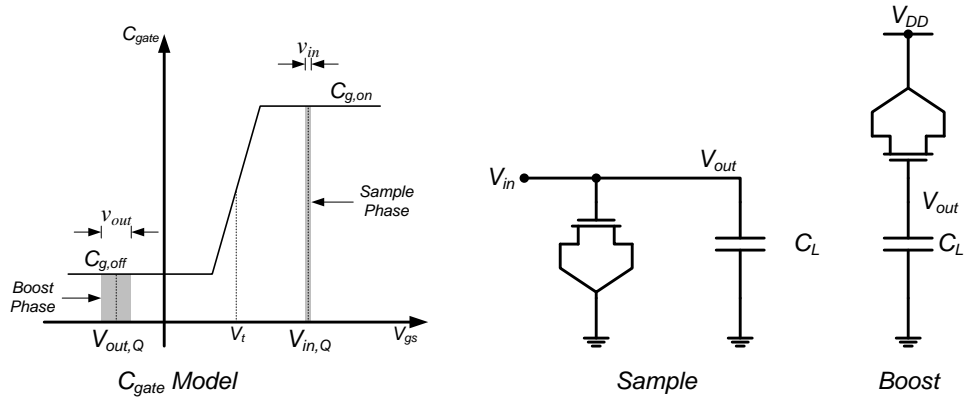 C_gate
v_in
C_g,on
Sample
Phase
v_out
C_g,off
Boost
Phase
V_out,Q
V_t
V_in,Q
V_gs
C_gate Model
V_in
V_out
C_L
Sample
V_DD
V_out
C_L
Boost